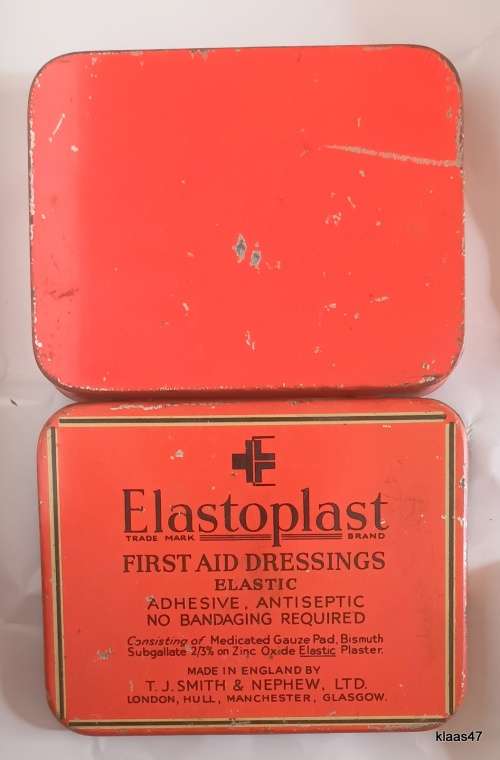 Elastoplast
TRADE MARK BRAND
FIRST AID DRESSINGS
ELASTIC
ADHESIVE, ANTISEPTIC
NO BANDAGING REQUIRED
Consisting of Medicated Gauze Pad, Bismuth
Subgallate 2/3% on Zinc Oxide Elastic Plaster.
MADE IN ENGLAND BY
T. J. SMITH & NEPHEW, LTD.
LONDON, HULL, MANCHESTER, GLASGOW.
klaas47